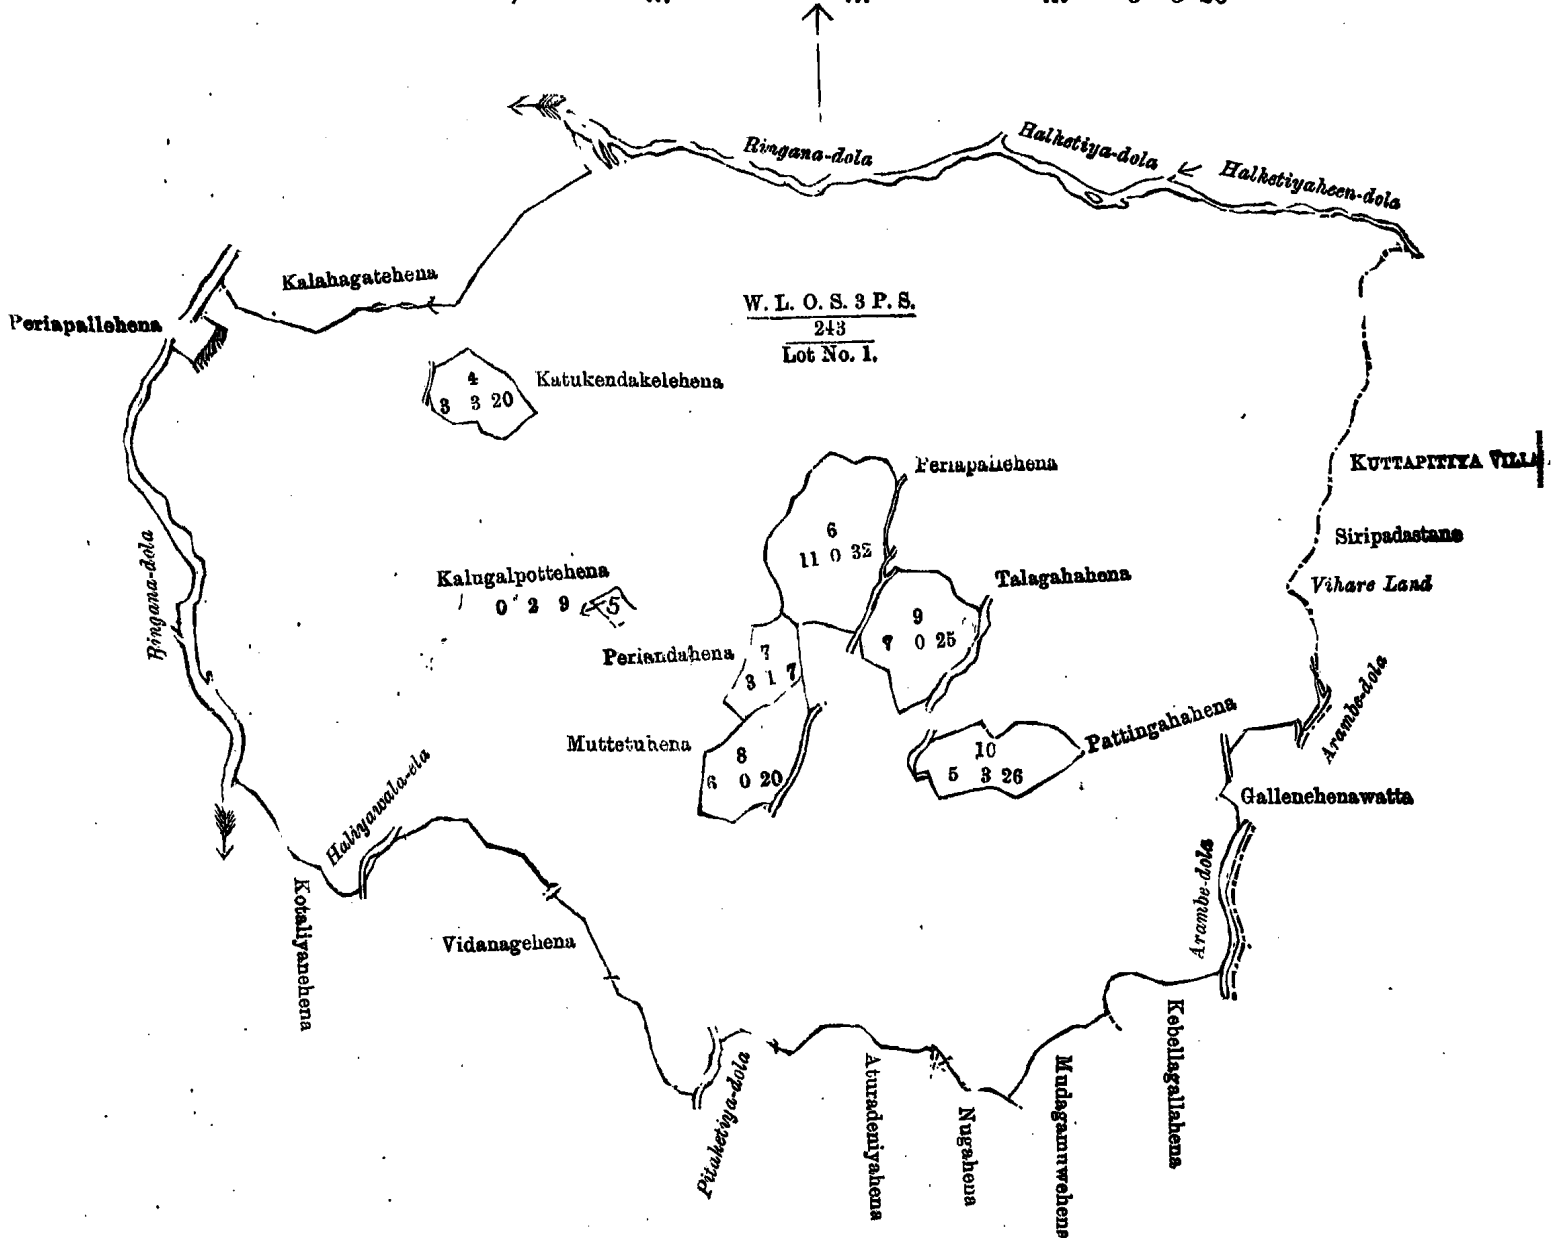 Ringana-dola
Halketiya-dola
Halketiyaheen-dola
Kalahagatehena
Periapallehena
W. L. O. S. 3 P. S.
243
Lot No. 1.
4
3 3 20
Katukendakelehena
Periapallehena
KUTTAPITIYA
6
11 0 32
Siripadastane
Vihare Land
Ringana-dola
Kalugalpottehena
0 2 9
5
Talagahahena
9
7 0 25
Periandahena
7
3 1 7
Arambe-dola
Muttetuhena
8
6 0 20
Pattingahahena
10
5 3 26
Gallenehenawatta
Haliyawala-ela
Arambe-dola
Kotaliyanehena
Vidanagehena
Pitaketiya-dola
Aturadeniyahena
Nugahena
Mudagamuwehena
Kebellagallahena